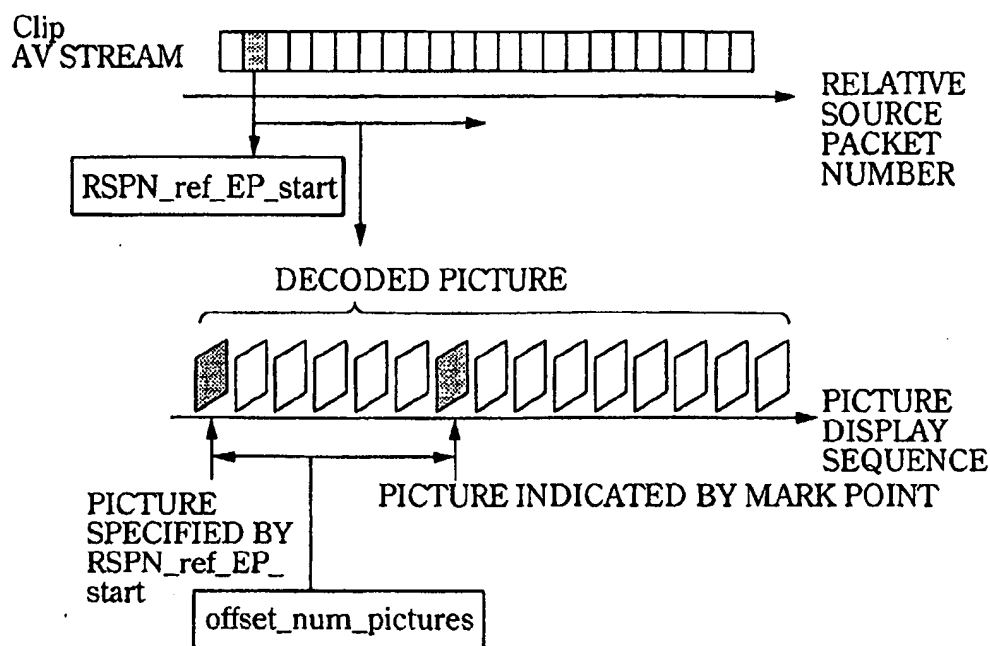 Clip
AV STREAM
RELATIVE
SOURCE
PACKET
NUMBER
RSPN_ref_EP_start
DECODED PICTURE
PICTURE
DISPLAY
SEQUENCE
PICTURE INDICATED BY MARK POINT
PICTURE
SPECIFIED BY
RSPN_ref_EP_
start
offset_num_pictures